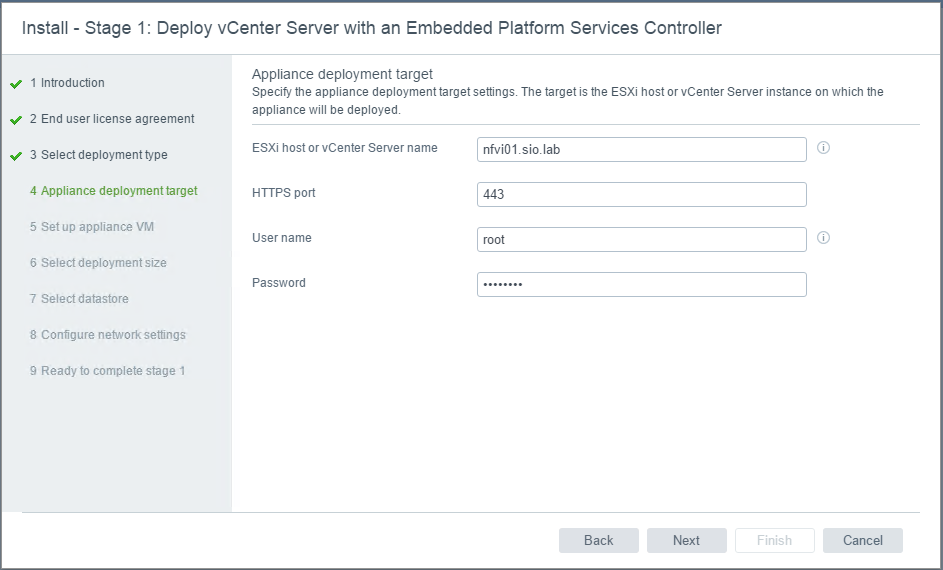 Install - Stage 1: Deploy vCenter Server with an Embedded Platform Services Controller
1 Introduction
2 End user license agreement
3 Select deployment type
4 Appliance deployment target
5 Set up appliance VM
6 Select deployment size
7 Select datastore
8 Configure network settings
9 Ready to complete stage 1
Appliance deployment target
Specify the appliance deployment target settings. The target is the ESXi host or vCenter Server instance on which the
appliance will be deployed.
ESXi host or vCenter Server name nfvi01.sio.lab
HTTPS port 443
User name root
Password ••••••••
Back Next Finish Cancel